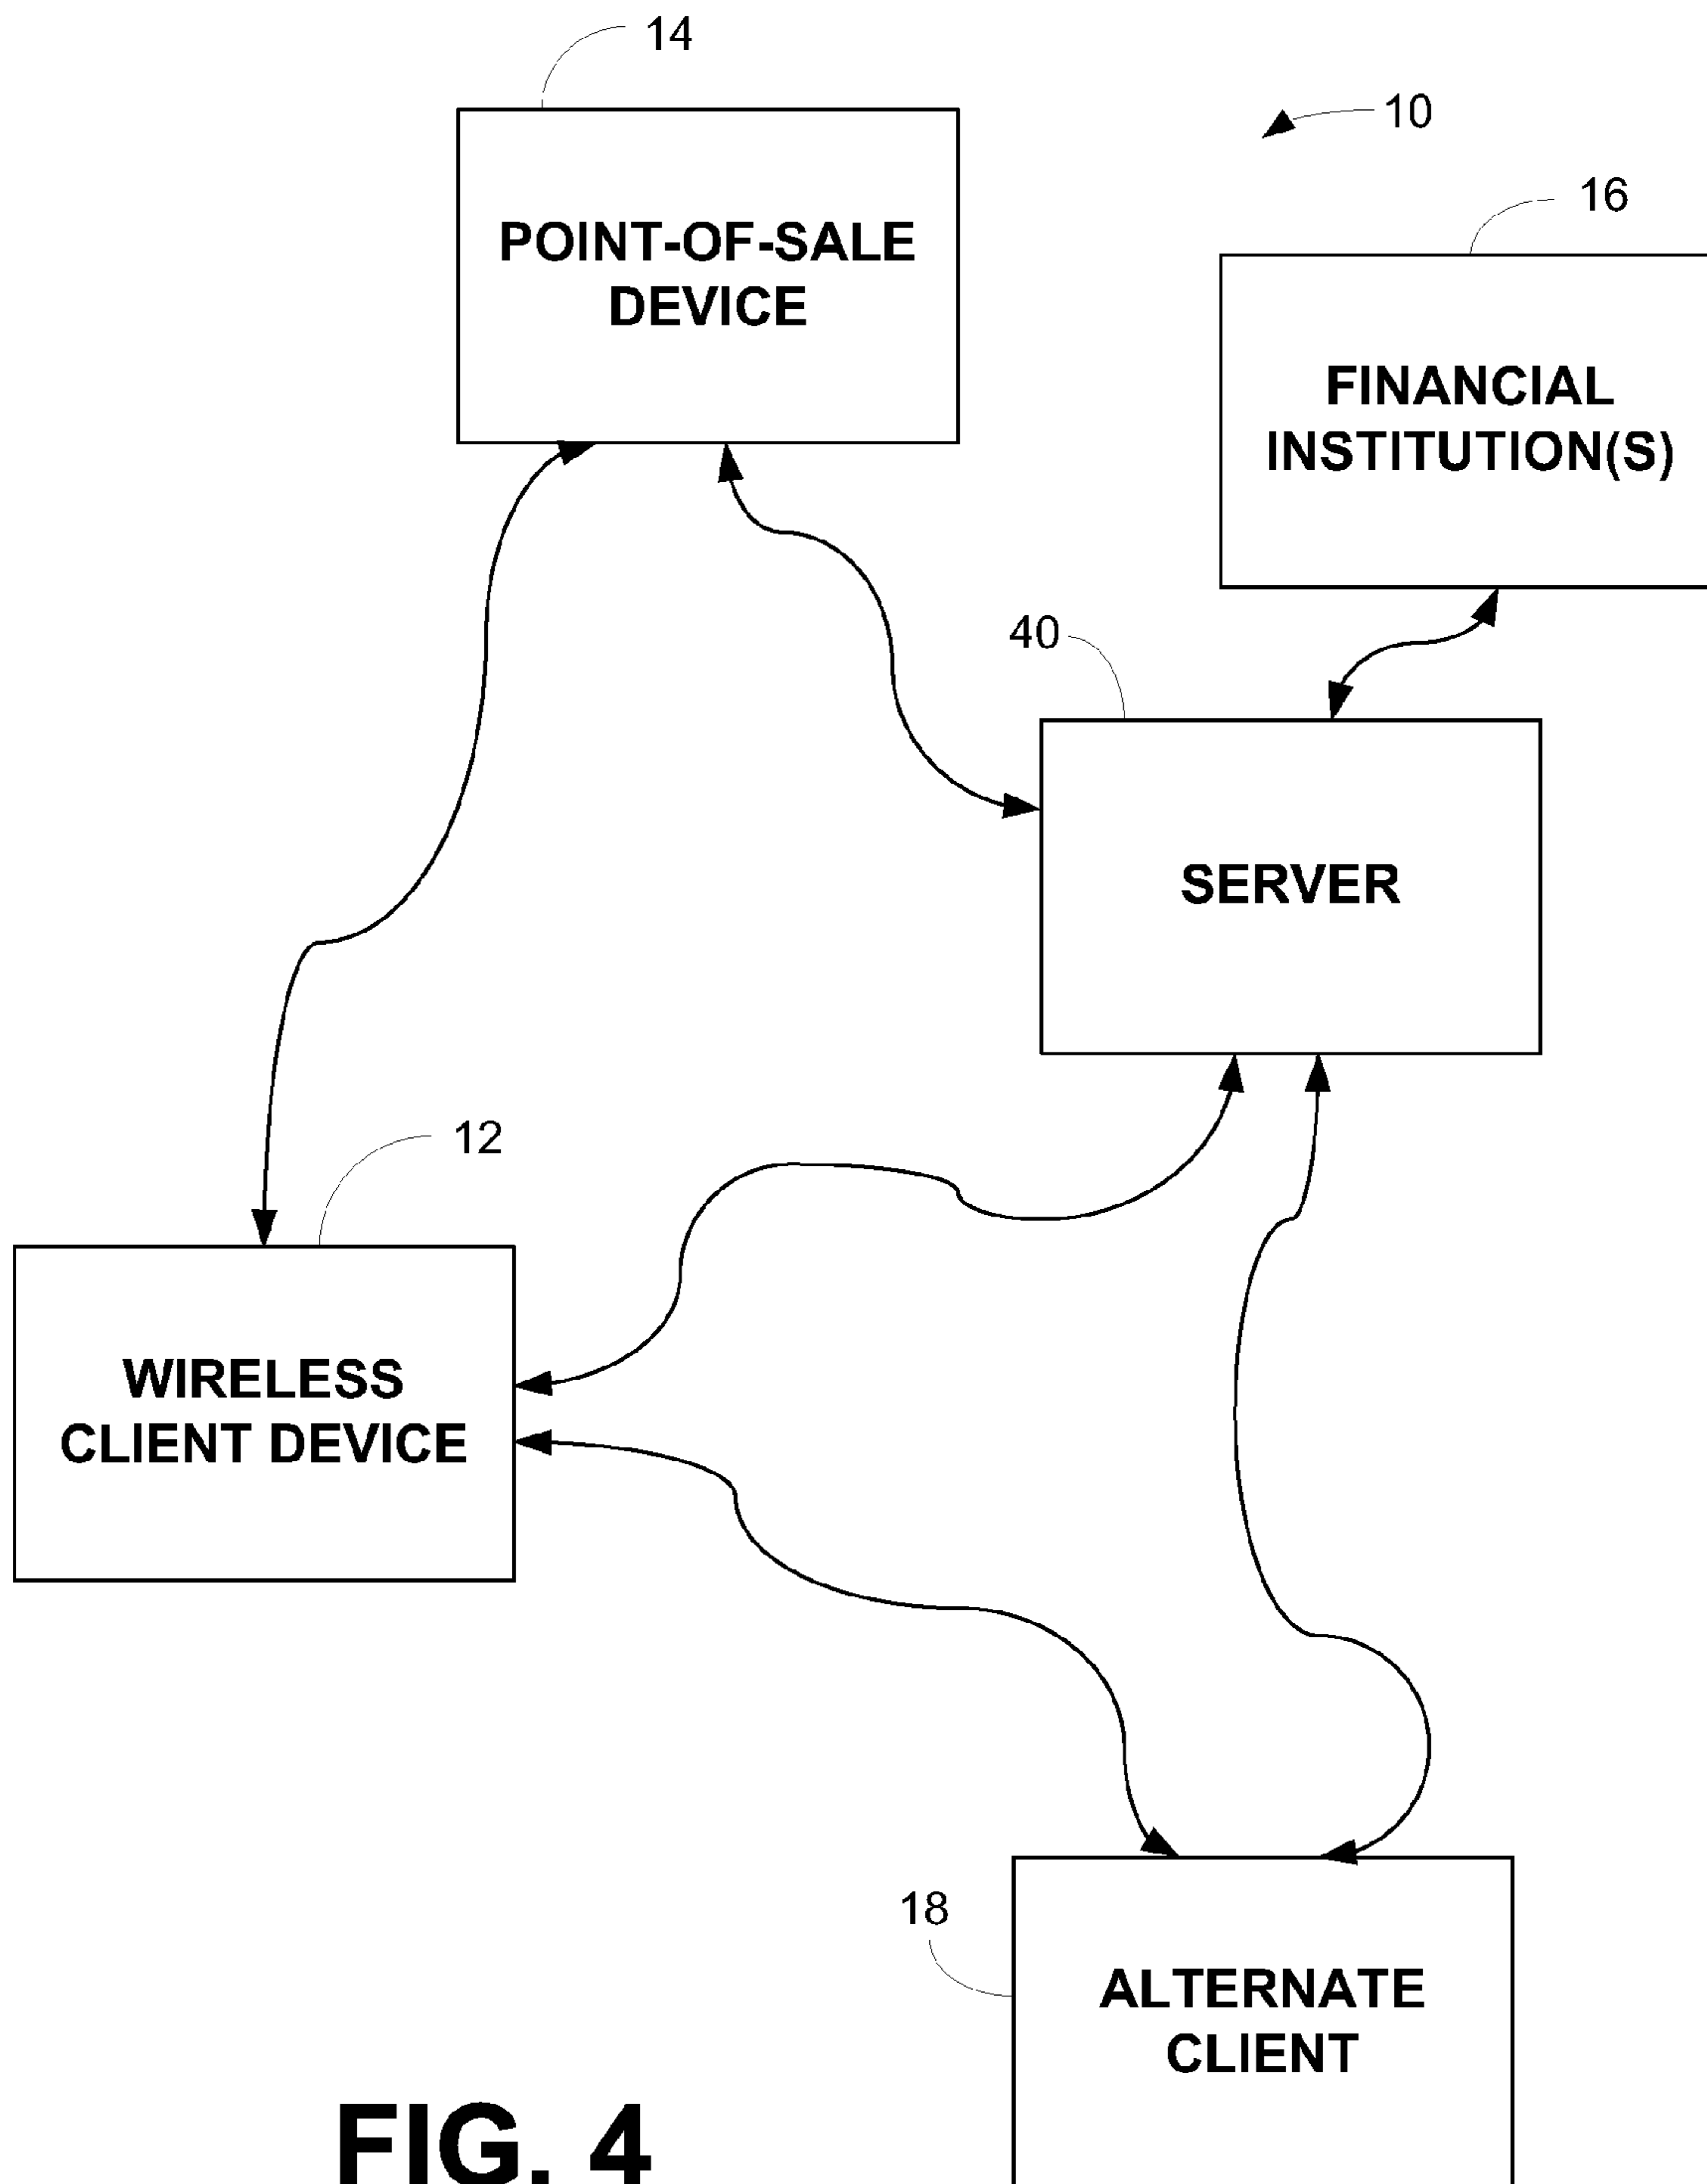 14
10
POINT-OF-SALE
DEVICE
16
FINANCIAL
INSTITUTION(S)
40
SERVER
12
WIRELESS
CLIENT DEVICE
18
ALTERNATE
CLIENT
FIG. 4